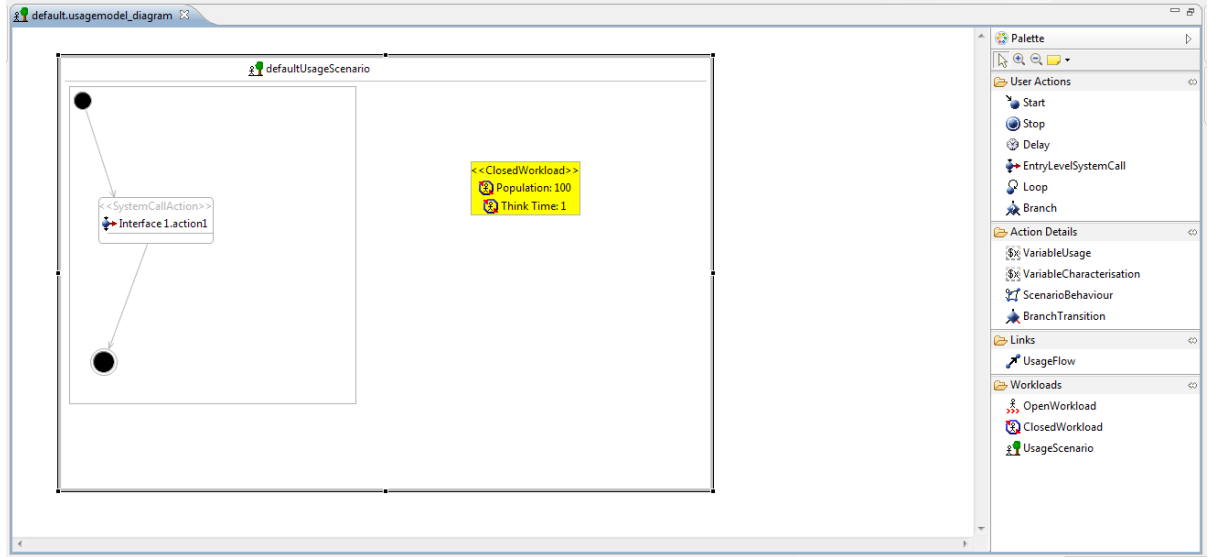 default.usagemodel_diagram
defaultUsageScenario
<<SystemCallAction>>
Interface 1.action1
<<ClosedWorkload>>
Population: 100
Think Time: 1
Palette
User Actions
Start
Stop
Delay
EntryLevelSystemCall
Loop
Branch
Action Details
VariableUsage
VariableCharacterisation
ScenarioBehaviour
BranchTransition
Links
UsageFlow
Workloads
OpenWorkload
ClosedWorkload
UsageScenario